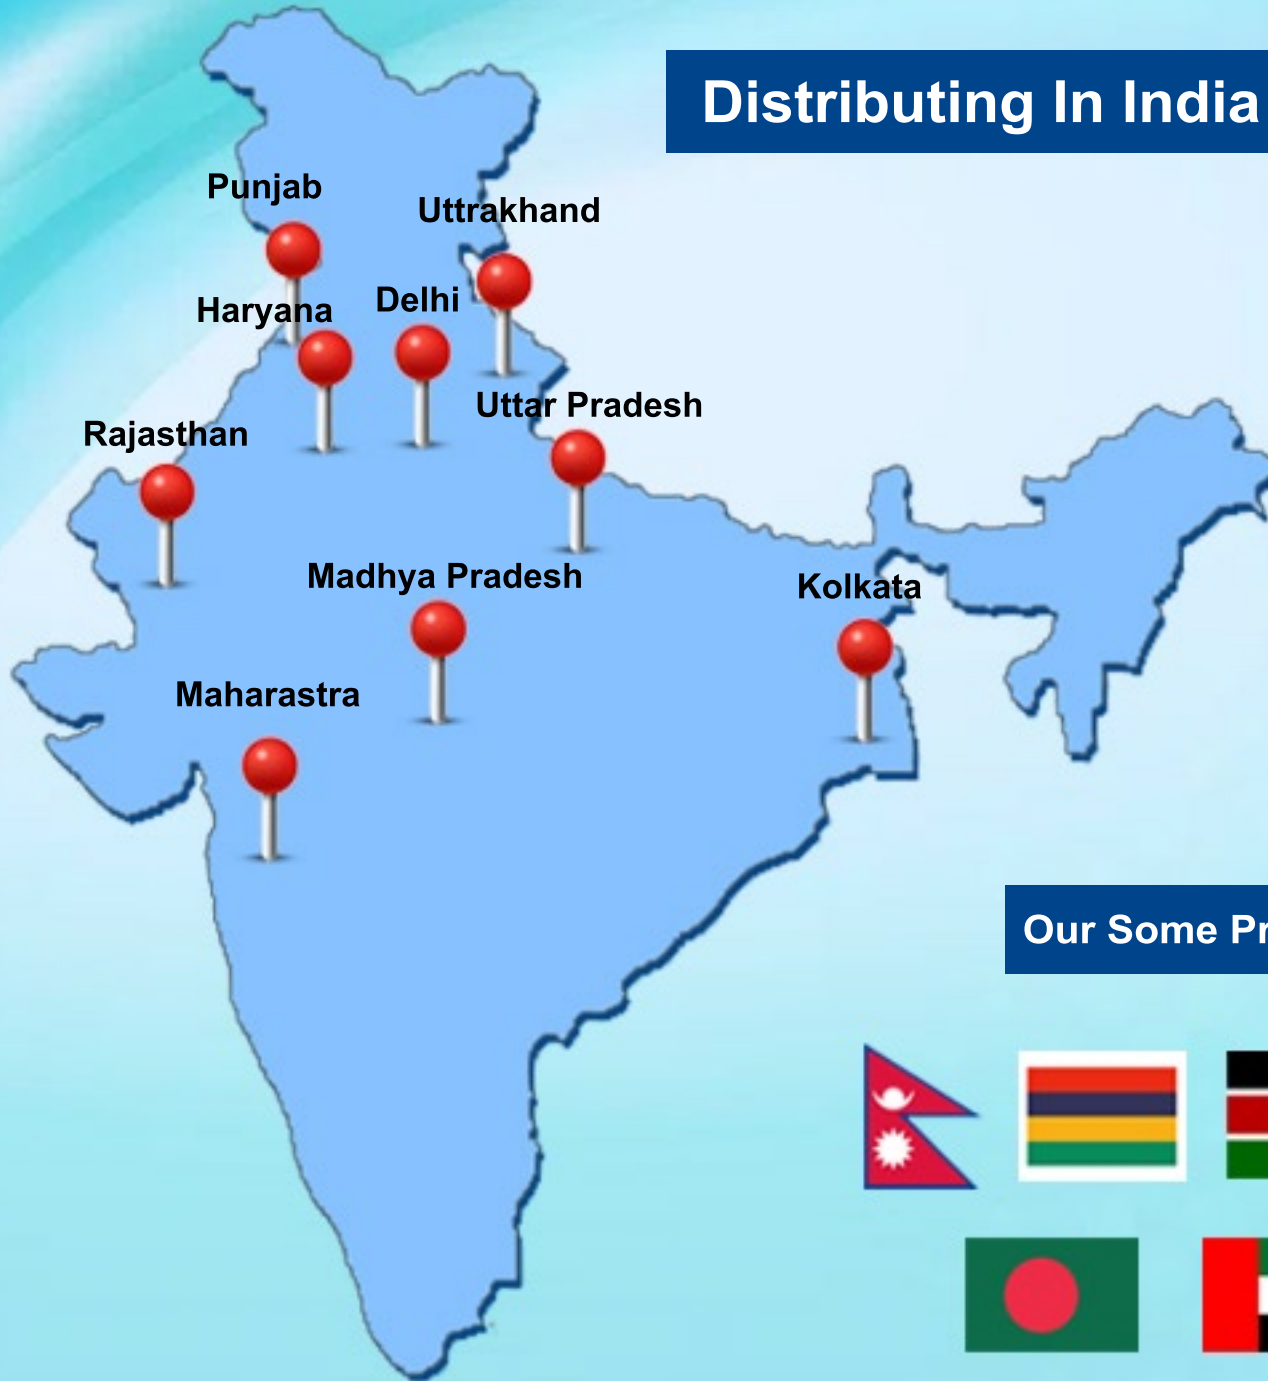 Distributing In India
Punjab
Uttrakhand
Haryana
Delhi
Uttar Pradesh
Rajasthan
Madhya Pradesh
Kolkata
Maharastra
Our Some